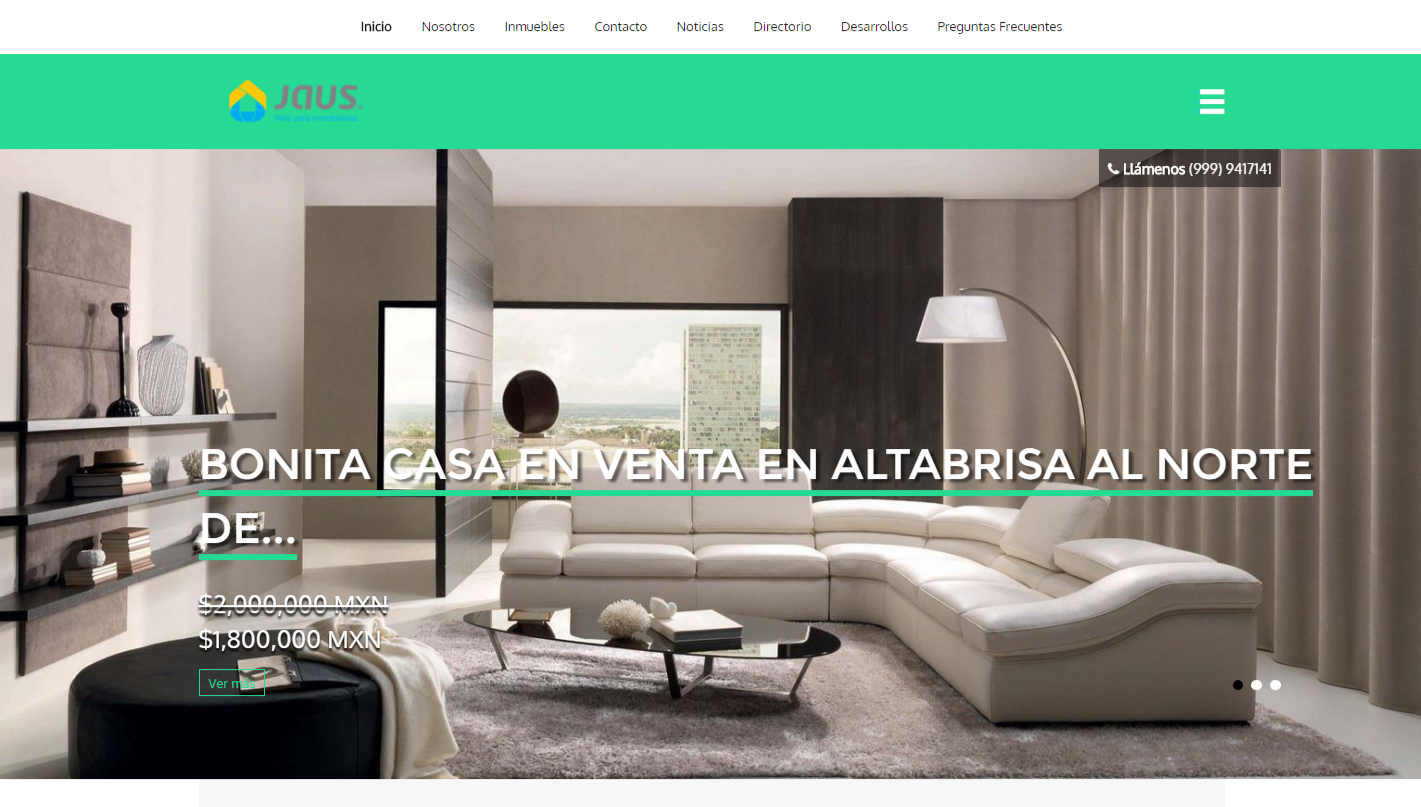 Inicio Nosotros Inmuebles Contacto Noticias Directorio Desarrollos Preguntas Frecuentes
Jaus
Web para Inmobiliarias
Llámenos (999) 9417141
BONITA CASA EN VENTA EN ALTABRISA AL NORTE
DE...
$2,000,000 MXN
$1,800,000 MXN
Ver más